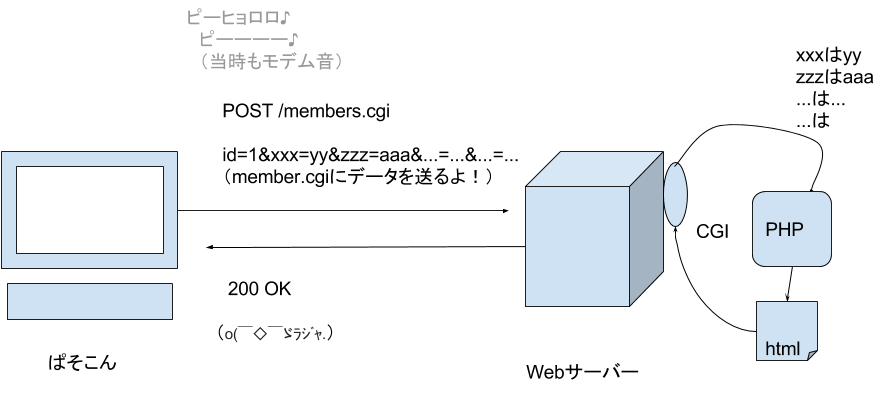 ピーヒョロロ♪
ピーーーー♪
（当時もモデム音）
POST /members.cgi
id=1&xxx=yy&zzz=aaa&...=...&...=...
（member.cgiにデータを送るよ！）
200 OK
（o(￣◇￣ゞﾗｼﾞｬ.）
ぱそこん
Webサーバー
CGI
xxxはyy
zzzはaaa
...は...
...は
PHP
html